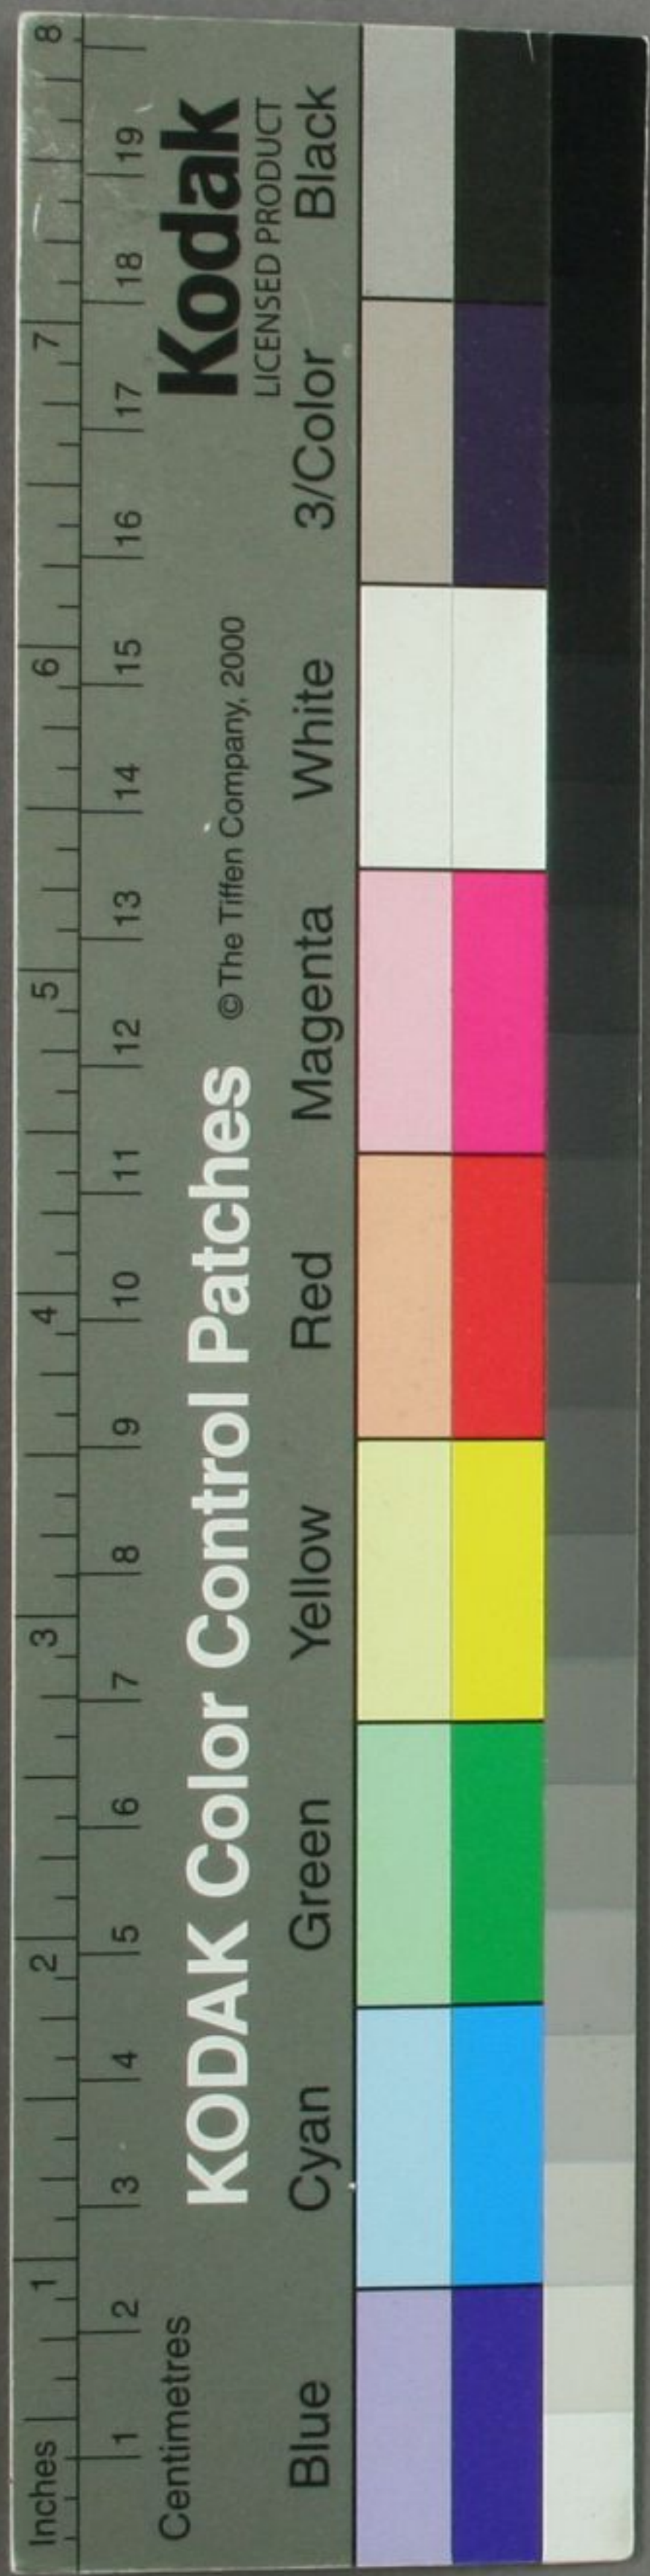 Inches 1 2 3 4 5 6 7 8
Centimetres 1 2 3 4 5 6 7 8 9 10 11 12 13 14 15 16 17 18 19
KODAK Color Control Patches © The Tiffen Company, 2000 Kodak
LICENSED PRODUCT
Blue Cyan Green Yellow Red Magenta White 3/Color Black